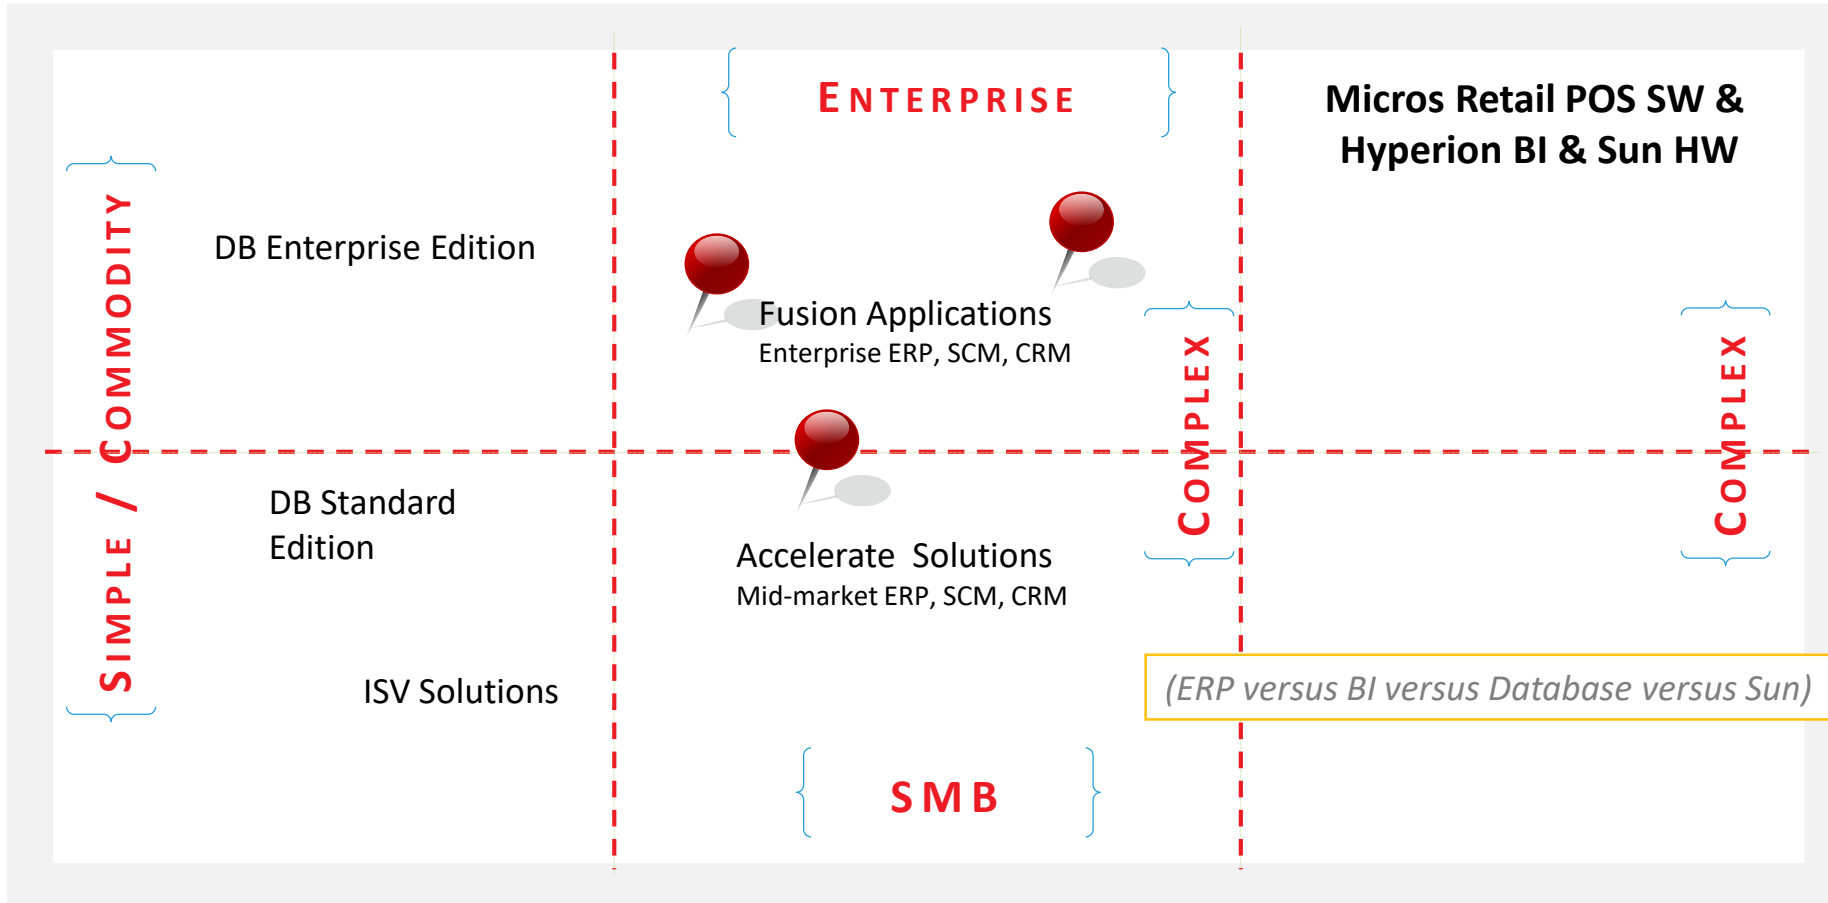 ENTERPRISE
Micros Retail POS SW &
Hyperion BI & Sun HW
SIMPLE / COMMODITY
DB Enterprise Edition
Fusion Applications
Enterprise ERP, SCM, CRM
COMPLEX
COMPLEX
DB Standard
Edition
Accelerate Solutions
Mid-market ERP, SCM, CRM
ISV Solutions
(ERP versus BI versus Database versus Sun)
SMB